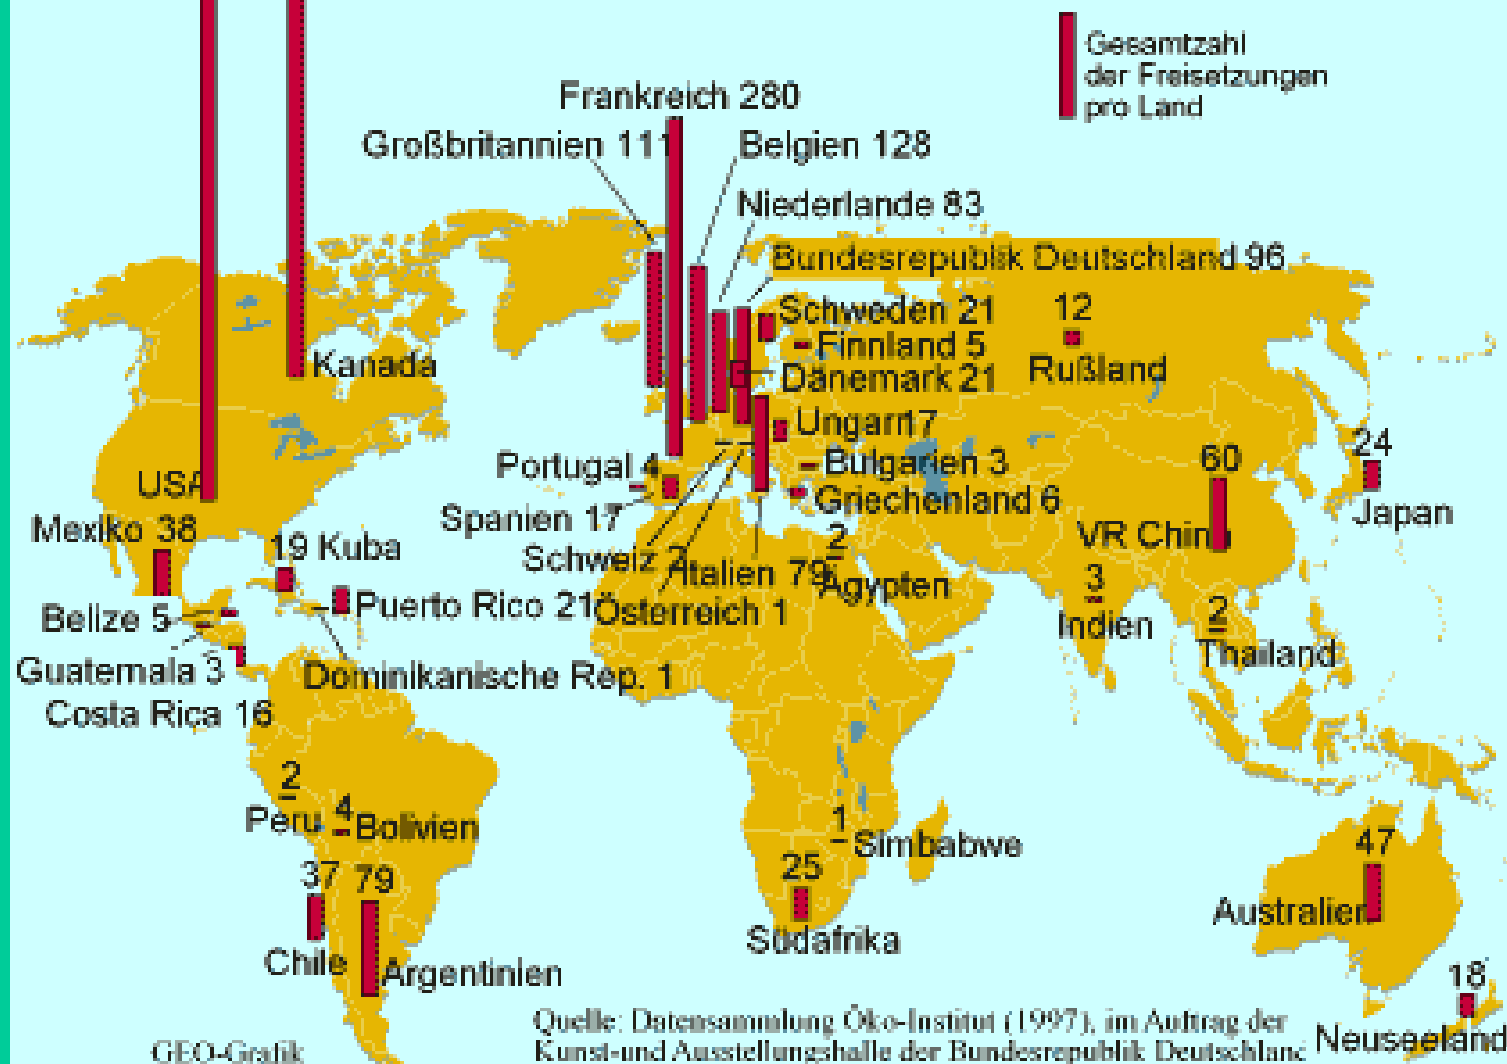 Gesamtzahl
der Freisetzungen
pro Land
Frankreich 280
Großbritannien 111
Belgien 128
Niederlande 83
Bundesrepublik Deutschland 96
Schweden 21
12
Finnland 5
Kanada
Dänemark 21
Rußland
Ungarn17
24
Portugal 4
Bulgarien 3
60
USA
Griechenland 6
Japan
Spanien 17
Mexiko 38
VR China
19 Kuba
2
Schweiz 2
Italien 79
Ägypten
3
Puerto Rico 21
Österreich 1
2
Belize 5
Indien
Thailand
Guatemala 3
Dominikanische Rep. 1
Costa Rica 16
2
Peru
4
Bolivien
1
Simbabwe
47
37
79
25
Australien
Südafrika
Chile
Argentinien
18
Quelle: Datensammlung Öko-Institut (1997), im Auftrag der
Neuseeland
GEO-Grafik
Kunst-und Ausstellungshalle der Bundesrepublik Deutschland